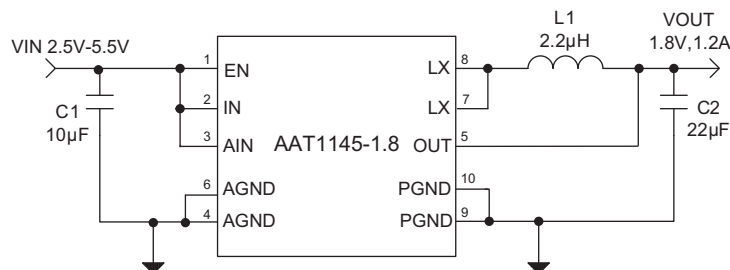 L1
2.2µH
VOUT
1.8V,1.2A
VIN 2.5V-5.5V
1 EN
LX 8
2 IN
LX 7
C1
10µF
3 AIN
AAT1145-1.8
OUT 5
C2
22µF
6 AGND
PGND 10
4 AGND
PGND 9